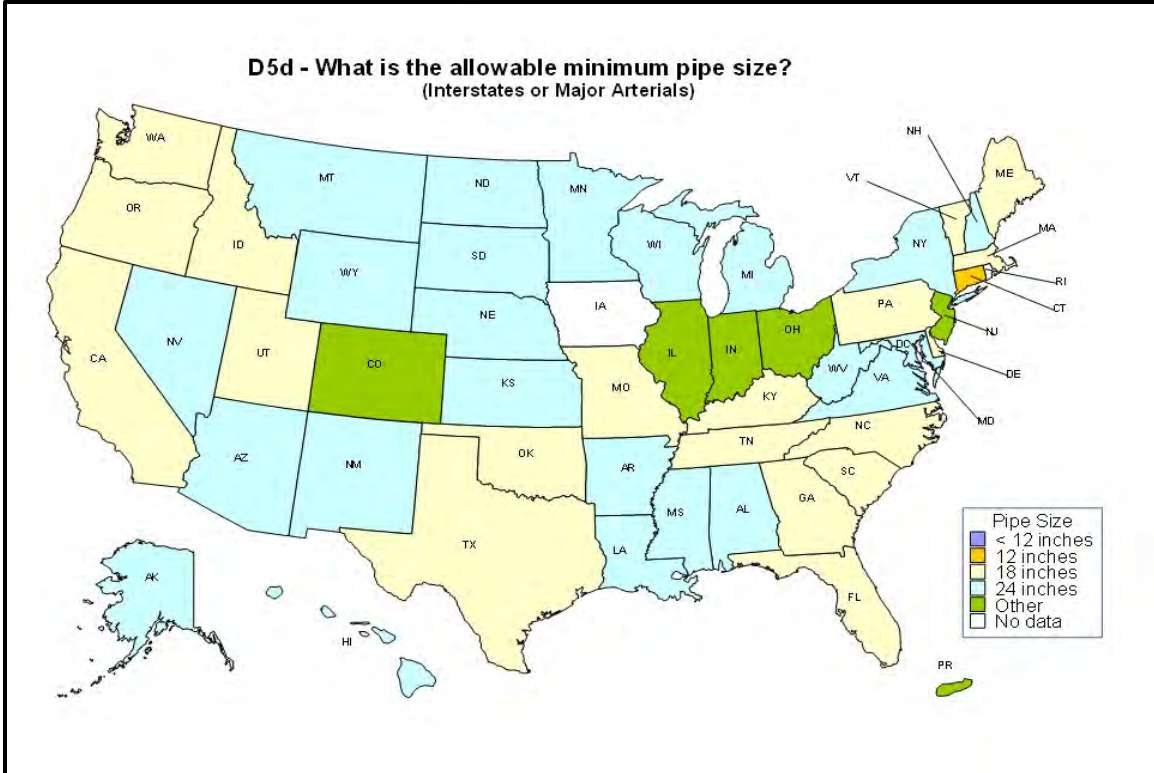 D5d - What is the allowable minimum pipe size?
(Interstates or Major Arterials)
WA
OR
CA
ID
NV
MT
WY
UT
AZ
CO
NM
ND
SD
NE
KS
OK
TX
MN
IA
MO
AR
LA
WI
IL
MI
IN
OH
KY
TN
MS
AL
GA
FL
SC
NC
VA
WV
DC
PA
NY
VT
NH
ME
MA
RI
CT
NJ
DE
MD
AK
HI
PR
Pipe Size
< 12 inches
12 inches
18 inches
24 inches
Other
No data